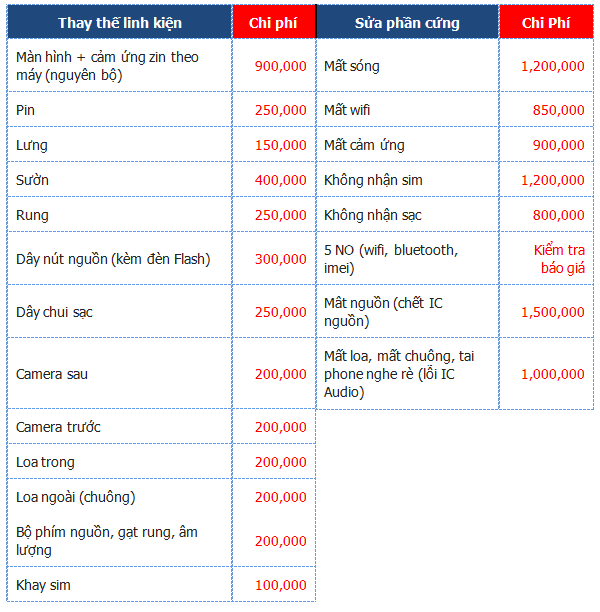 Thay thế linh kiện Chi phí Sửa phần cứng Chi Phí
Màn hình + cảm ứng zin theo
máy (nguyên bộ)
900,000 Mất sóng 1,200,000
Pin 250,000 Mất wifi 850,000
Lưng 150,000 Mất cảm ứng 900,000
Sườn 400,000 Không nhận sim 1,200,000
Rung 250,000 Không nhận sạc 800,000
Dây nút nguồn (kèm đèn Flash) 300,000
5 NO (wifi, bluetooth,
imei)
Kiểm tra
báo giá
Dây chui sạc 250,000
Mất nguồn (chết IC
nguồn)
1,500,000
Camera sau 200,000
Mất loa, mất chuông, tai
phone nghe rè (lỗi IC
Audio)
1,000,000
Camera trước 200,000
Loa trong 200,000
Loa ngoài (chuông) 200,000
Bộ phím nguồn, gạt rung, âm
lượng
200,000
Khay sim 100,000